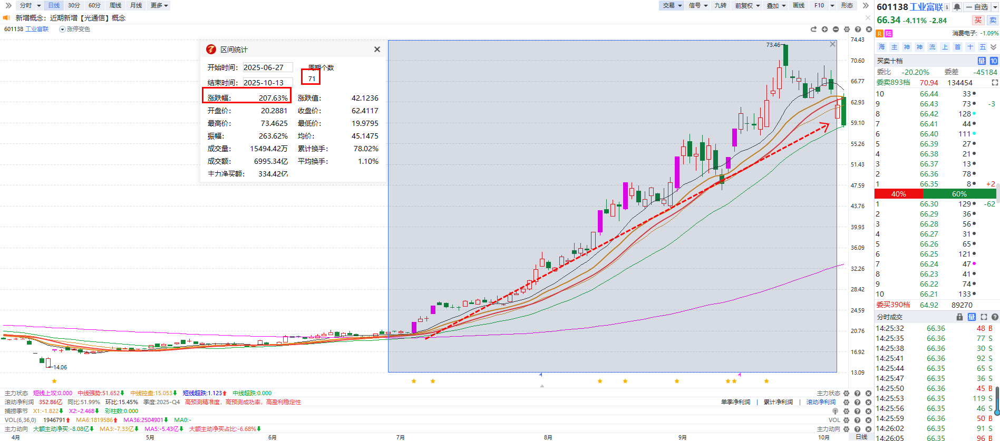 分时 日线 30分 60分 周线 月线 更多 交易 信号 九转 前复权 叠加 画线 F10 形态
新增概念：近期新增【光通信】概念
601138 工业富联 涨停变色
区间统计
开始时间： 2025-06-27 周期个数
结束时间： 2025-10-13 71
涨跌幅： 207.63% 涨跌值： 42.1236
开盘价： 20.2881 收盘价： 62.4117
最高价： 73.4625 最低价： 19.9795
振幅： 263.62% 均价： 45.1475
成交量： 15494.42万 累计换手： 78.02%
成交额： 6995.34亿 平均换手： 1.10%
主力净买额： 334.42亿
73.46
14.06
74.43
70.60
66.77
62.93
59.10
55.26
51.43
47.59
43.76
39.93
36.09
32.26
28.42
24.59
20.76
16.92
13.09
主力状态 短线上攻:0.000 中线强势:51.652 中线控盘:15.053 短线超跌:1.123 中线超跌:0.000 主力状态
滚动净利润 352.86亿 同比:51.99% 环比:15.45% 季度:2025-Q4 高预测精准度，高预测成功率，高盈利稳定性 单季净利润 累计净利润 滚动净利润
捕捞季节 X1:-1.822 X2:-2.468 彩柱数:0.000
VOL(6,36,0) 1946791 MA6:1819586 MA36:2504901 MA0:- VOL
主力动向 大额主动净买:-8.08亿 MA3:-7.33亿 MA5:-5.43亿 大额主动净买占比:-6.68% 主力动向
4月 5月 6月 7月 8月 9月 10月 日线
601138 工业富联 自选
66.34 -4.11% -2.84 买 卖
R 陆 消费电子: -1.09%
海 主 神 神 流 上 首 十 五
买卖十档 量 10
委比 -20.20% 委差 -45184
委卖893档 70.94 134454
10 66.44 33
9 66.43 73 -3
8 66.42 128
7 66.41 44
6 66.40 111
5 66.39 27
4 66.38 21
3 66.37 13
2 66.36 78
1 66.35 8 +2
40% 60%
1 66.30 129 -62
2 66.29 36
3 66.28 56
4 66.27 31
5 66.26 65
6 66.25 121
7 66.24 47
8 66.23 41
9 66.22 74
10 66.21 133
委买390档 64.92 89270
分时成交 量
14:25:32 66.36 48 B
14:25:35 66.36 77 S
14:25:38 66.36 30 S
14:25:41 66.36 92 S
14:25:44 66.35 65 S
14:25:47 66.35 36 S
14:25:50 66.36 45 B
14:25:53 66.35 119 S
14:25:56 66.35 46 S
14:25:59 66.36 50 B
14:26:02 66.35 91 S
14:26:05 66.35 96 B